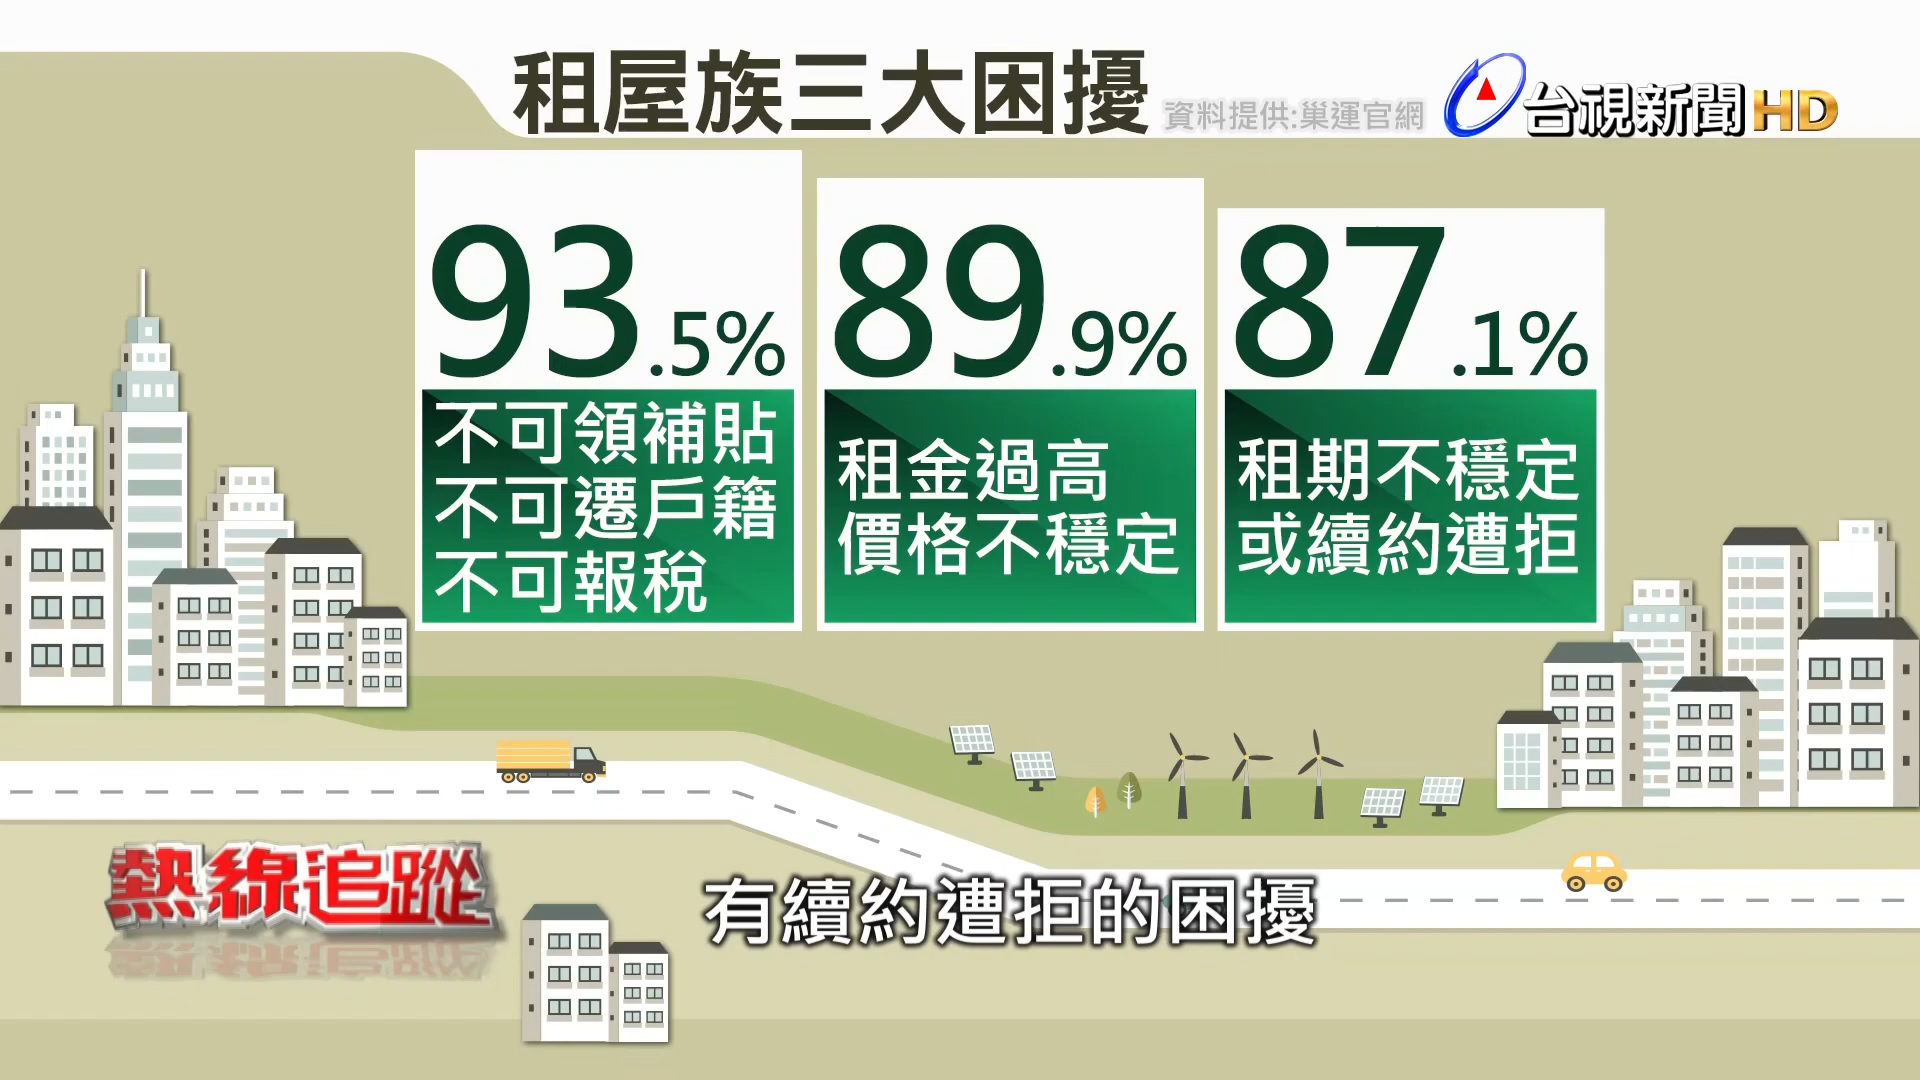 租屋族三大困擾
資料提供:巢運官網
台視新聞HD
93.5%
不可領補貼
不可遷戶籍
不可報稅
89.9%
租金過高
價格不穩定
87.1%
租期不穩定
或續約遭拒
熱線追蹤
有續約遭拒的困擾